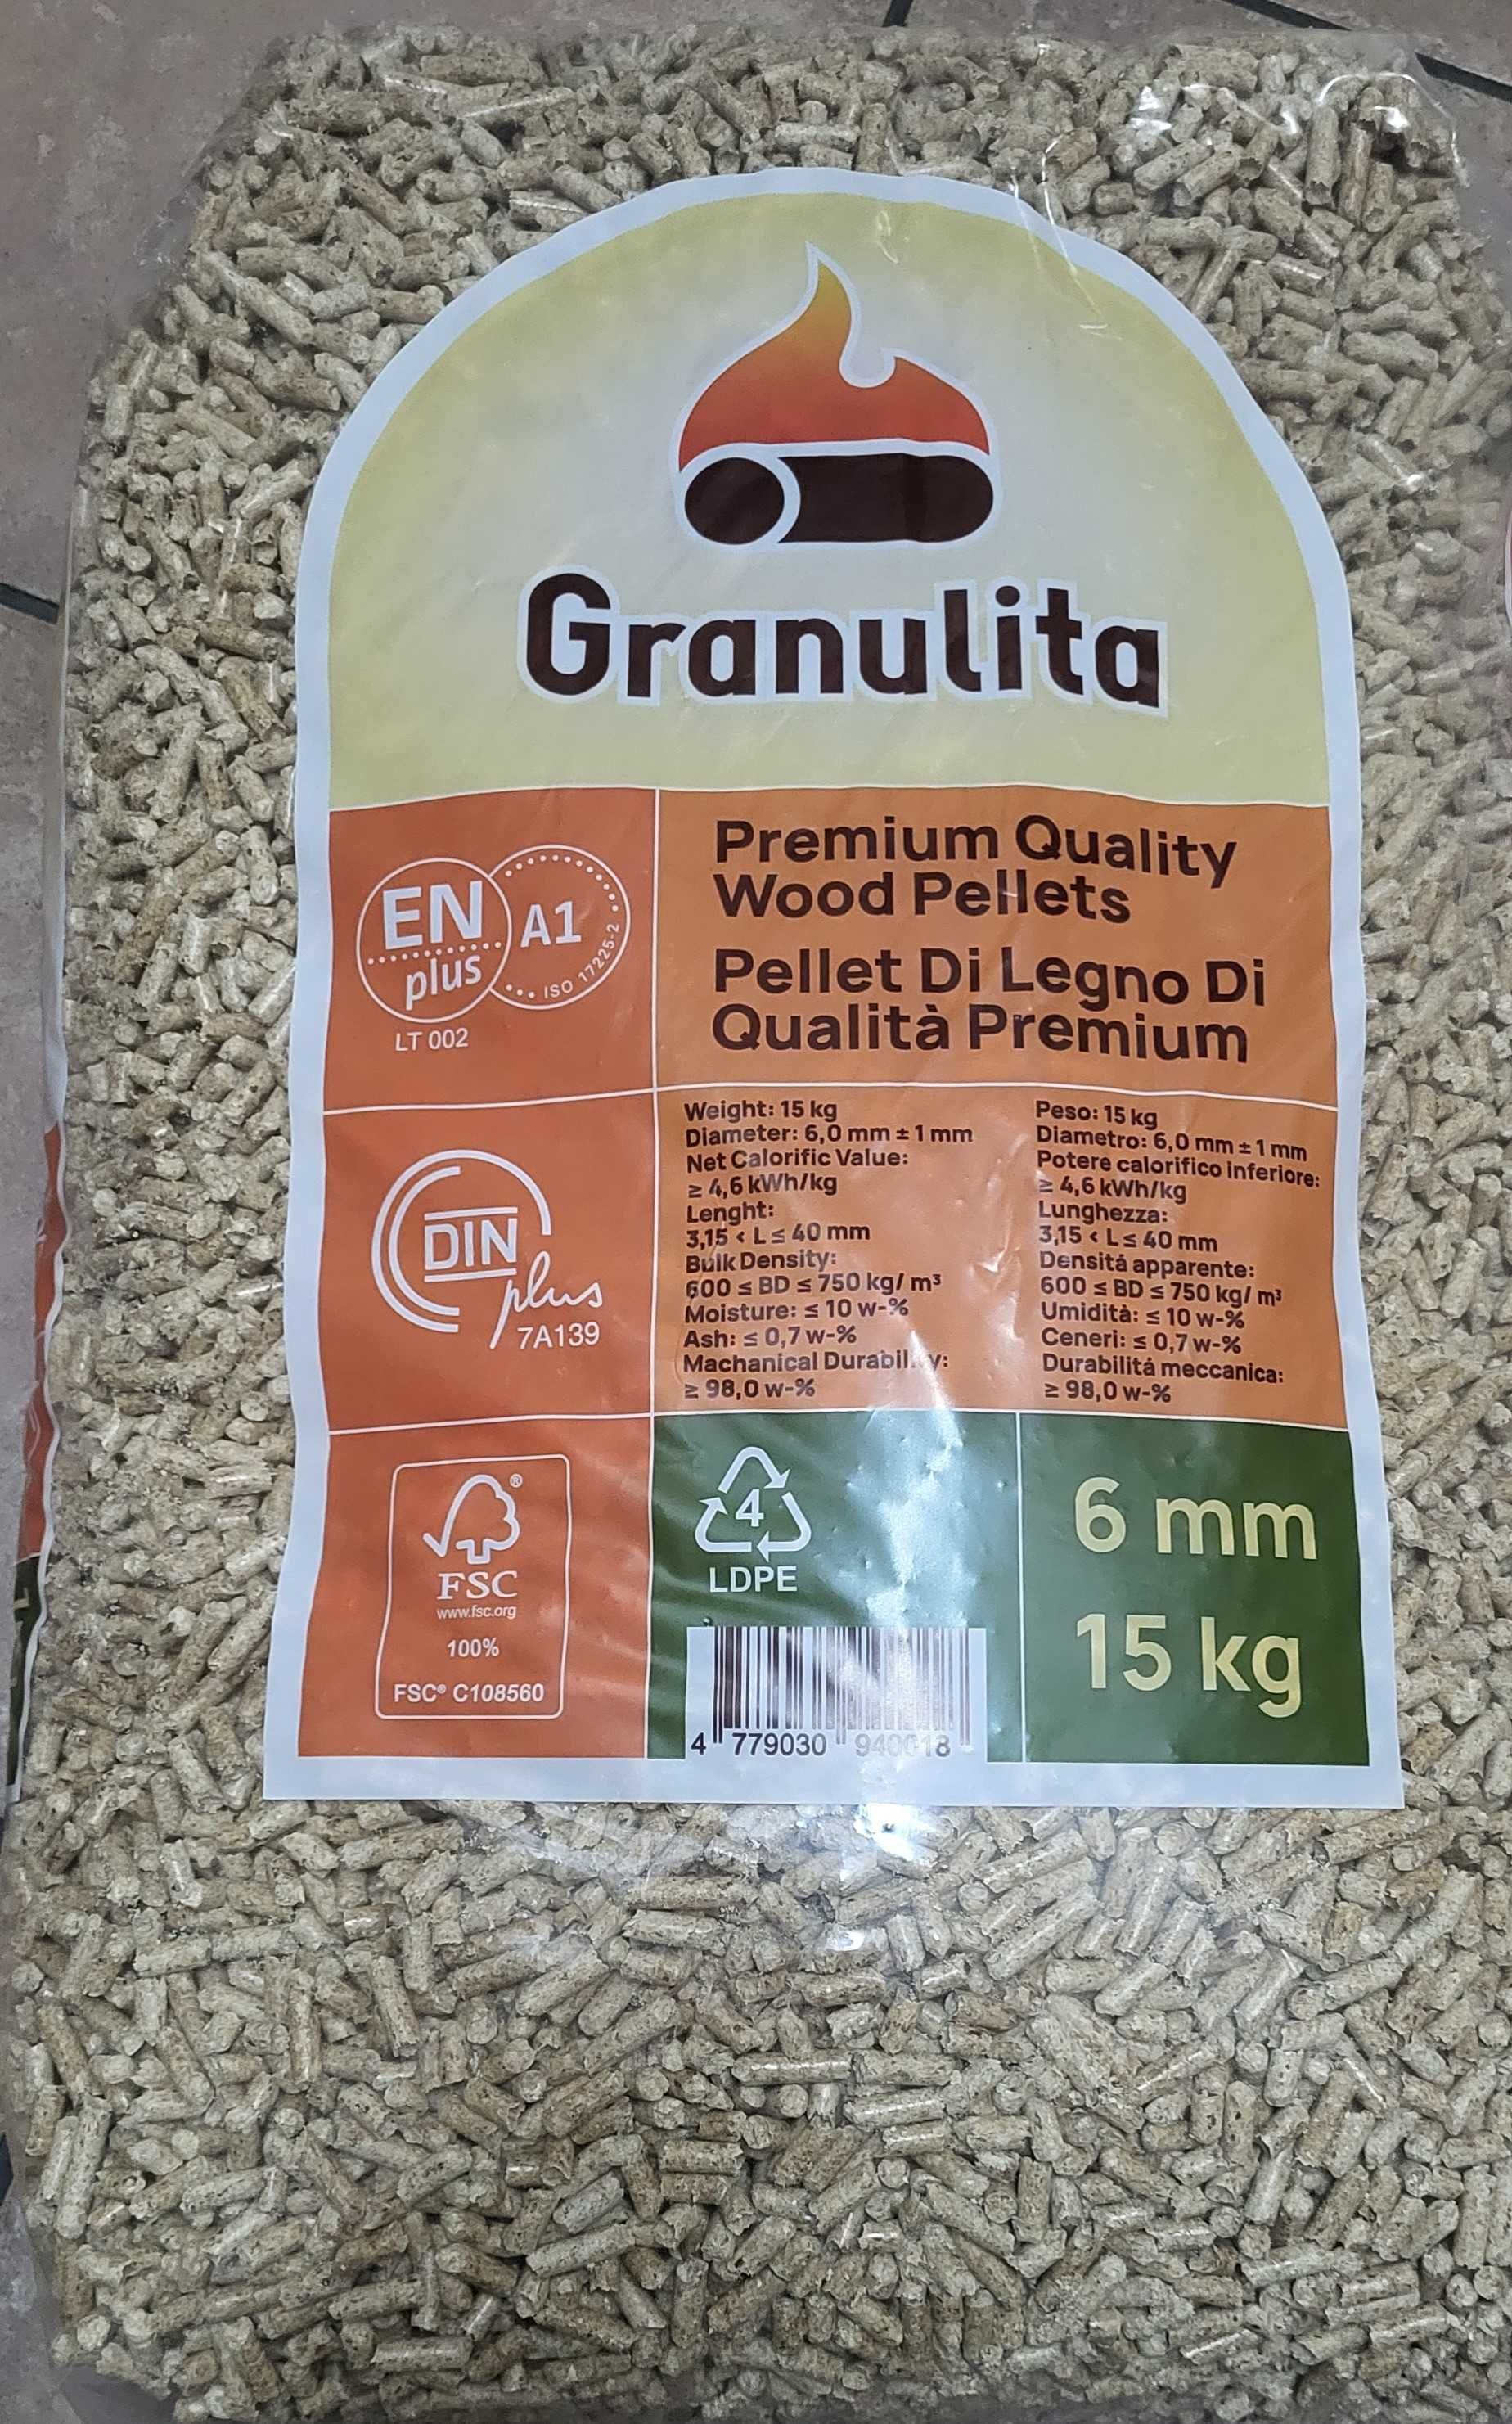 Granulita
EN
plus
A1
ISO 17225-2
LT 002
Premium Quality
Wood Pellets
Pellet Di Legno Di
Qualità Premium
DIN
plus
7A139
Weight: 15 kg
Diameter: 6,0 mm ± 1 mm
Net Calorific Value:
≥ 4,6 kWh/kg
Lenght:
3,15 < L ≤ 40 mm
Bulk Density:
600 ≤ BD ≤ 750 kg/ m³
Moisture: ≤ 10 w-%
Ash: ≤ 0,7 w-%
Machanical
≥ 98,0 w-%
Peso: 15 kg
Diametro: 6,0 mm ± 1 mm
Potere calorifico inferiore:
≥ 4,6 kWh/kg
Lunghezza:
3,15 < L ≤ 40 mm
Densitá apparente:
600 ≤ BD ≤ 750 kg/ m³
Umidità: ≤ 10 w-%
Ceneri: ≤ 0,7 w-%
Durabilitá meccanica:
≥ 98,0 w-%
FSC®
www.fsc.org
100%
FSC® C108560
4
LDPE
4 779030 940018
6 mm
15 kg